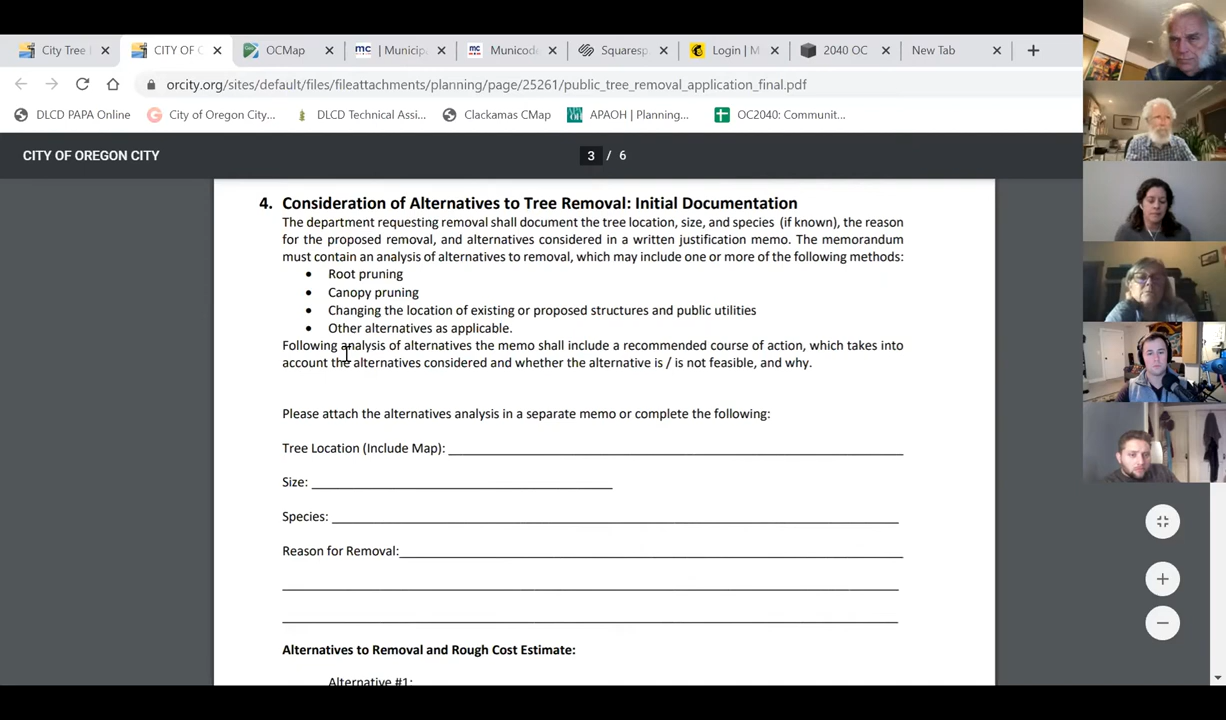 City Tree
CITY OF C
OCMap
mc | Municip
mc Municod
Squaresp
Login | M
2040 OC
New Tab
orcity.org/sites/default/files/fileattachments/planning/page/25261/public_tree_removal_application_final.pdf
DLCD PAPA Online
City of Oregon City...
DLCD Technical Assi...
Clackamas CMap
APAOH | Planning...
OC2040: Communit...
CITY OF OREGON CITY
3 / 6
4. Consideration of Alternatives to Tree Removal: Initial Documentation
The department requesting removal shall document the tree location, size, and species (if known), the reason
for the proposed removal, and alternatives considered in a written justification memo. The memorandum
must contain an analysis of alternatives to removal, which may include one or more of the following methods:
• Root pruning
• Canopy pruning
• Changing the location of existing or proposed structures and public utilities
• Other alternatives as applicable.
Following analysis of alternatives the memo shall include a recommended course of action, which takes into
account the alternatives considered and whether the alternative is / is not feasible, and why.
Please attach the alternatives analysis in a separate memo or complete the following:
Tree Location (Include Map):
Size:
Species:
Reason for Removal:
Alternatives to Removal and Rough Cost Estimate:
Alternative #1: